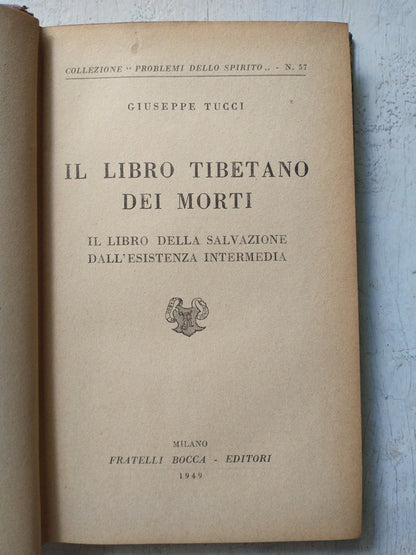 COLLEZIONE “ PROBLEMI DELLO SPIRITO „ - N. 57
GIUSEPPE TUCCI
IL LIBRO TIBETANO
DEI MORTI
IL LIBRO DELLA SALVAZIONE
DALL'ESISTENZA INTERMEDIA
MILANO
FRATELLI BOCCA - EDITORI
1949